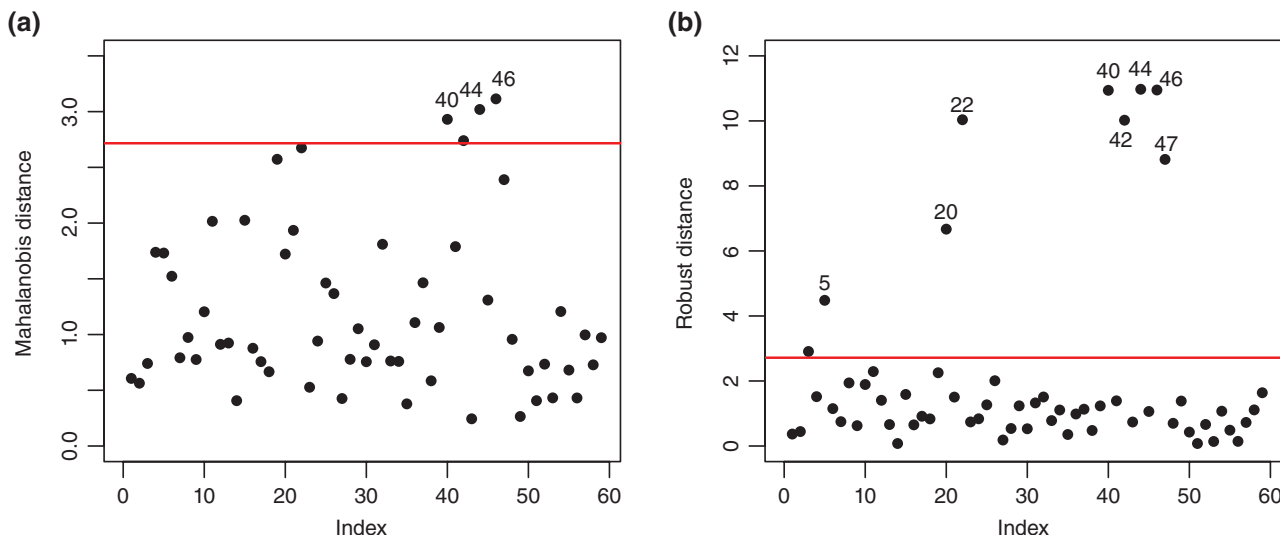 (a)
Mahalanobis distance
0.0 1.0 2.0 3.0
40 44 46
0 10 20 30 40 50 60
Index
(b)
Robust distance
0 2 4 6 8 10 12
5 20 22 40 42 44 46 47
0 10 20 30 40 50 60
Index